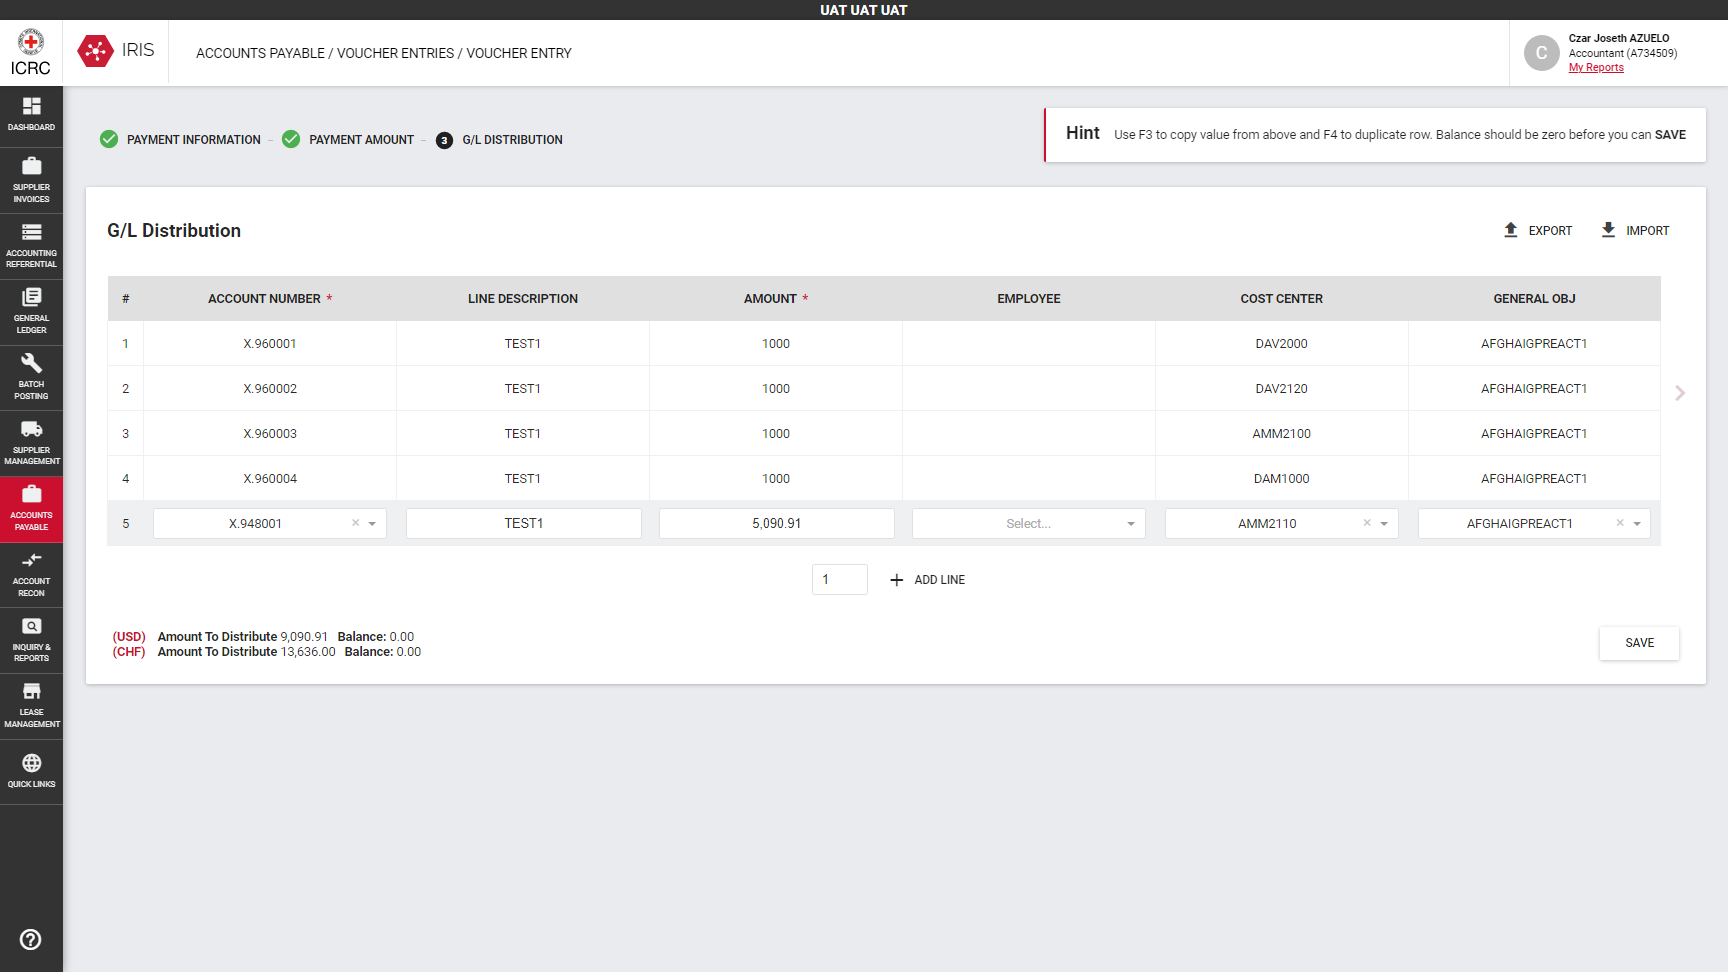 UAT UAT UAT
ICRC
IRIS
ACCOUNTS PAYABLE / VOUCHER ENTRIES / VOUCHER ENTRY
C
Czar Joseth AZUELO
Accountant (A734509)
My Reports
DASHBOARD
SUPPLIER
INVOICES
ACCOUNTING
REFERENTIAL
GENERAL
LEDGER
BATCH
POSTING
SUPPLIER
MANAGEMENT
ACCOUNTS
PAYABLE
ACCOUNT
RECON
INQUIRY &
REPORTS
LEASE
MANAGEMENT
QUICK LINKS
PAYMENT INFORMATION – PAYMENT AMOUNT – 3 G/L DISTRIBUTION
Hint Use F3 to copy value from above and F4 to duplicate row. Balance should be zero before you can SAVE
G/L Distribution
EXPORT IMPORT
# ACCOUNT NUMBER * LINE DESCRIPTION AMOUNT * EMPLOYEE COST CENTER GENERAL OBJ
1 X.960001 TEST1 1000 DAV2000 AFGHAIGPREACT1
2 X.960002 TEST1 1000 DAV2120 AFGHAIGPREACT1
3 X.960003 TEST1 1000 AMM2100 AFGHAIGPREACT1
4 X.960004 TEST1 1000 DAM1000 AFGHAIGPREACT1
5 X.948001 × TEST1 5,090.91 Select... AMM2110 × AFGHAIGPREACT1 ×
1 + ADD LINE
(USD) Amount To Distribute 9,090.91 Balance: 0.00
(CHF) Amount To Distribute 13,636.00 Balance: 0.00
SAVE